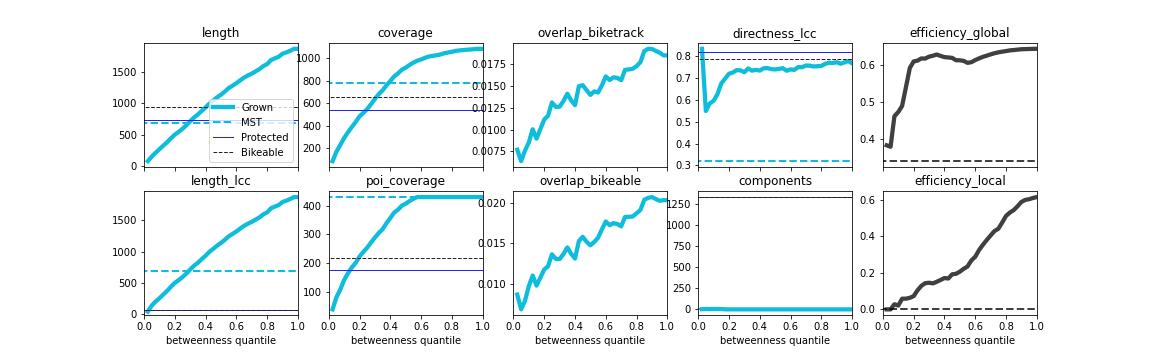 length
coverage
overlap_biketrack
directness_lcc
efficiency_global
1500
1000
500
0
Grown
MST
Protected
Bikeable
1000
800
600
400
200
0.0175
0.0150
0.0125
0.0100
0.0075
0.8
0.7
0.6
0.5
0.4
0.3
0.6
0.5
0.4
length_lcc
poi_coverage
overlap_bikeable
components
efficiency_local
1500
1000
500
0
400
300
200
100
0.020
0.015
0.010
1250
1000
750
500
250
0
0.6
0.4
0.2
0.0
0.0 0.2 0.4 0.6 0.8 1.0
0.0 0.2 0.4 0.6 0.8 1.0
0.0 0.2 0.4 0.6 0.8 1.0
0.0 0.2 0.4 0.6 0.8 1.0
0.0 0.2 0.4 0.6 0.8 1.0
betweenness quantile
betweenness quantile
betweenness quantile
betweenness quantile
betweenness quantile